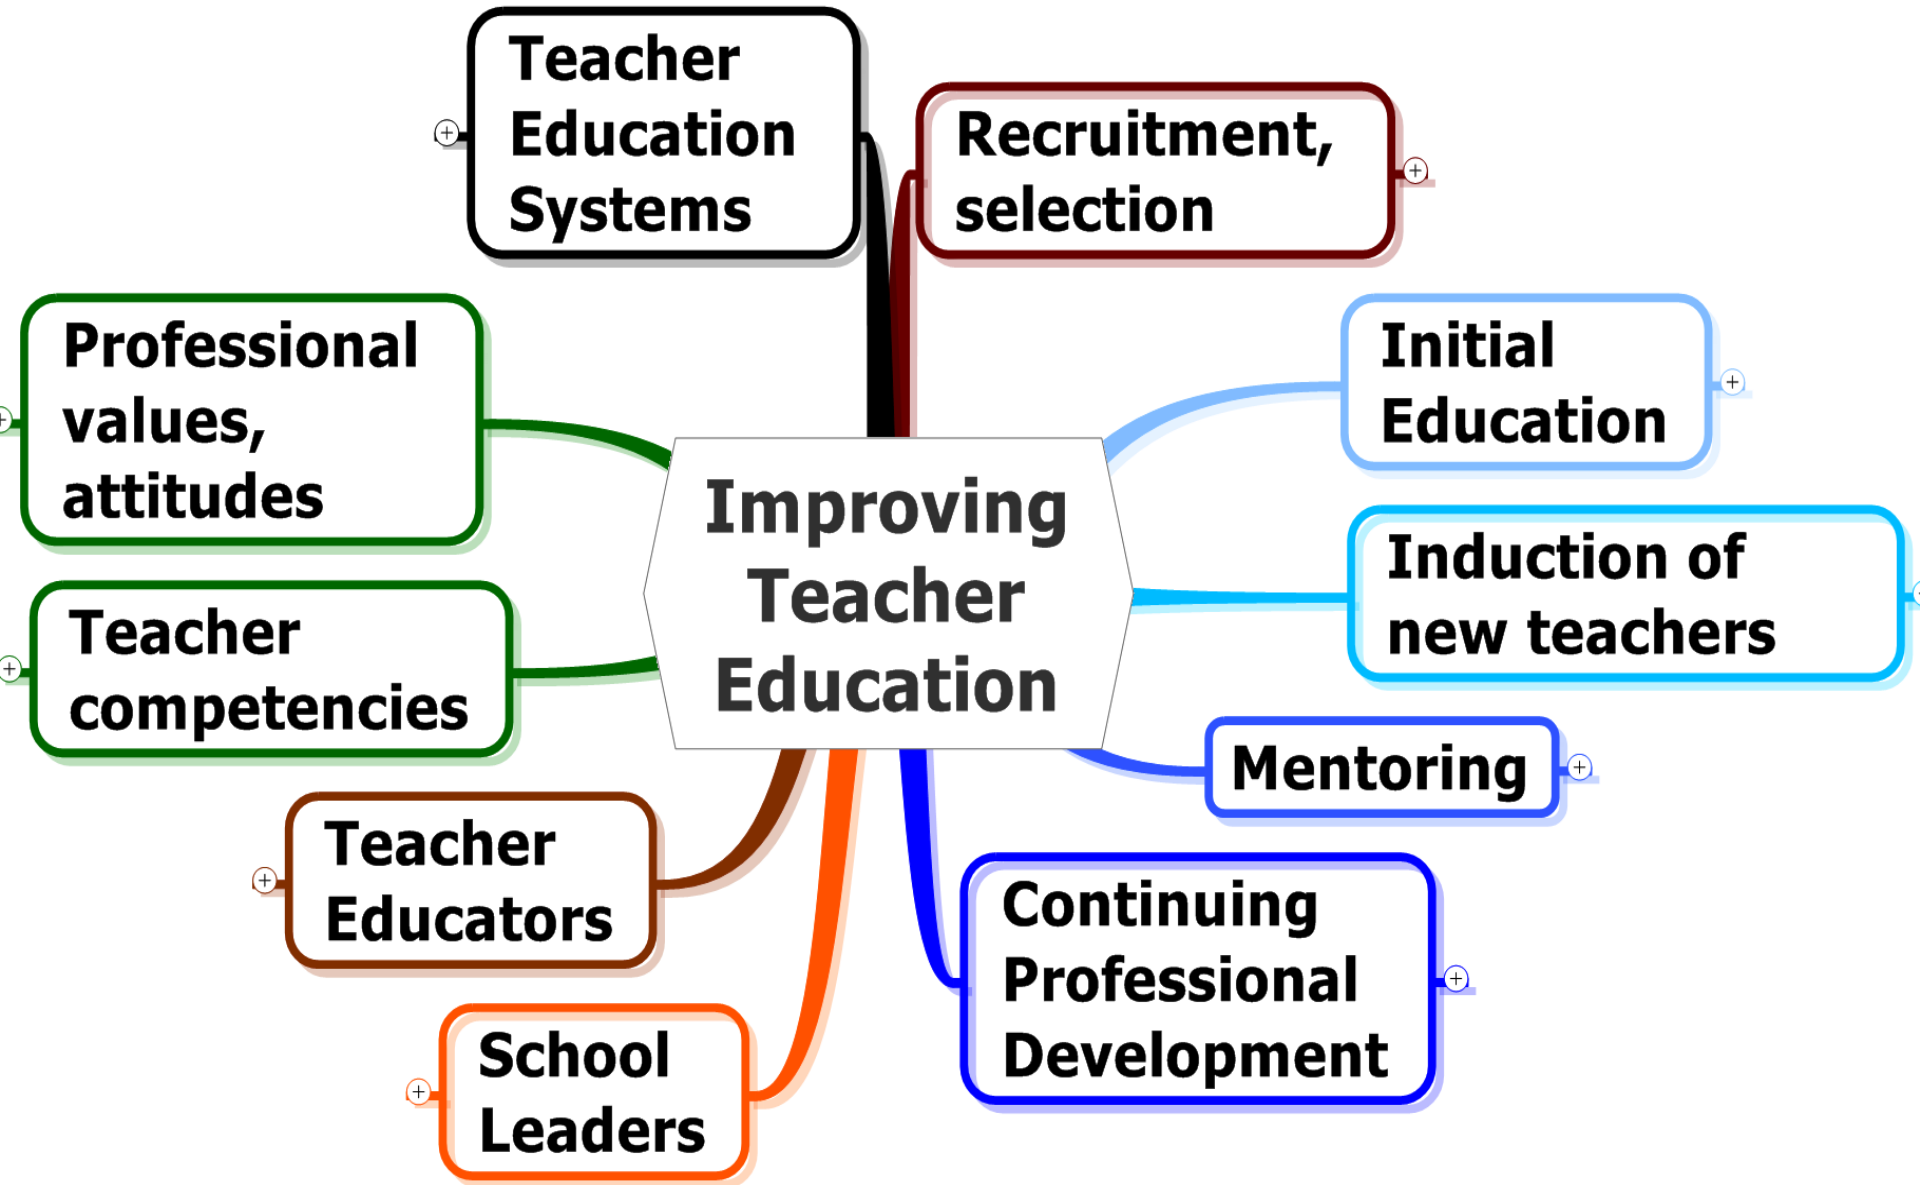 Teacher
Education
Systems
Recruitment,
selection
Professional
values,
attitudes
Initial
Education
Improving
Teacher
Education
Induction of
new teachers
Teacher
competencies
Mentoring
Teacher
Educators
Continuing
Professional
Development
School
Leaders